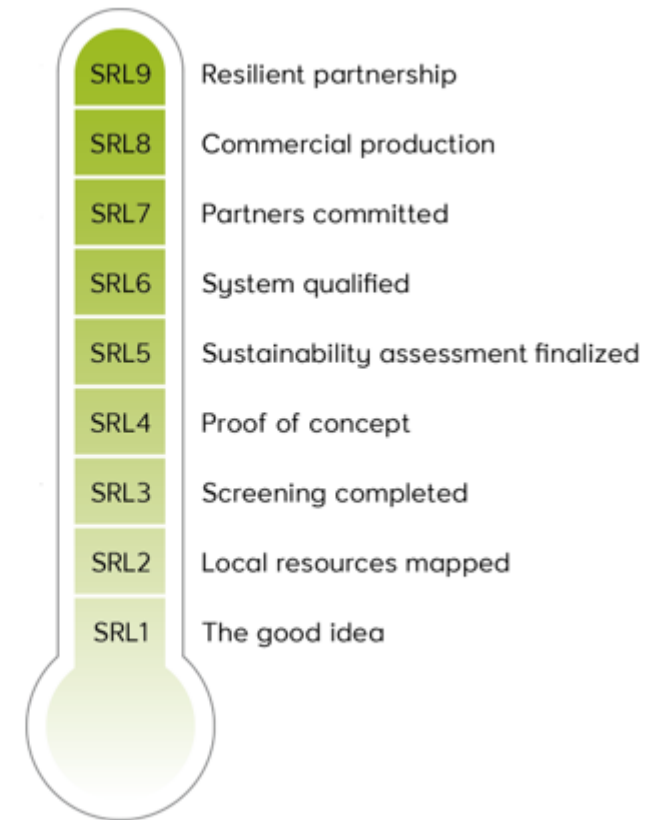 SRL9 Resilient partnership
SRL8 Commercial production
SRL7 Partners committed
SRL6 System qualified
SRL5 Sustainability assessment finalized
SRL4 Proof of concept
SRL3 Screening completed
SRL2 Local resources mapped
SRL1 The good idea